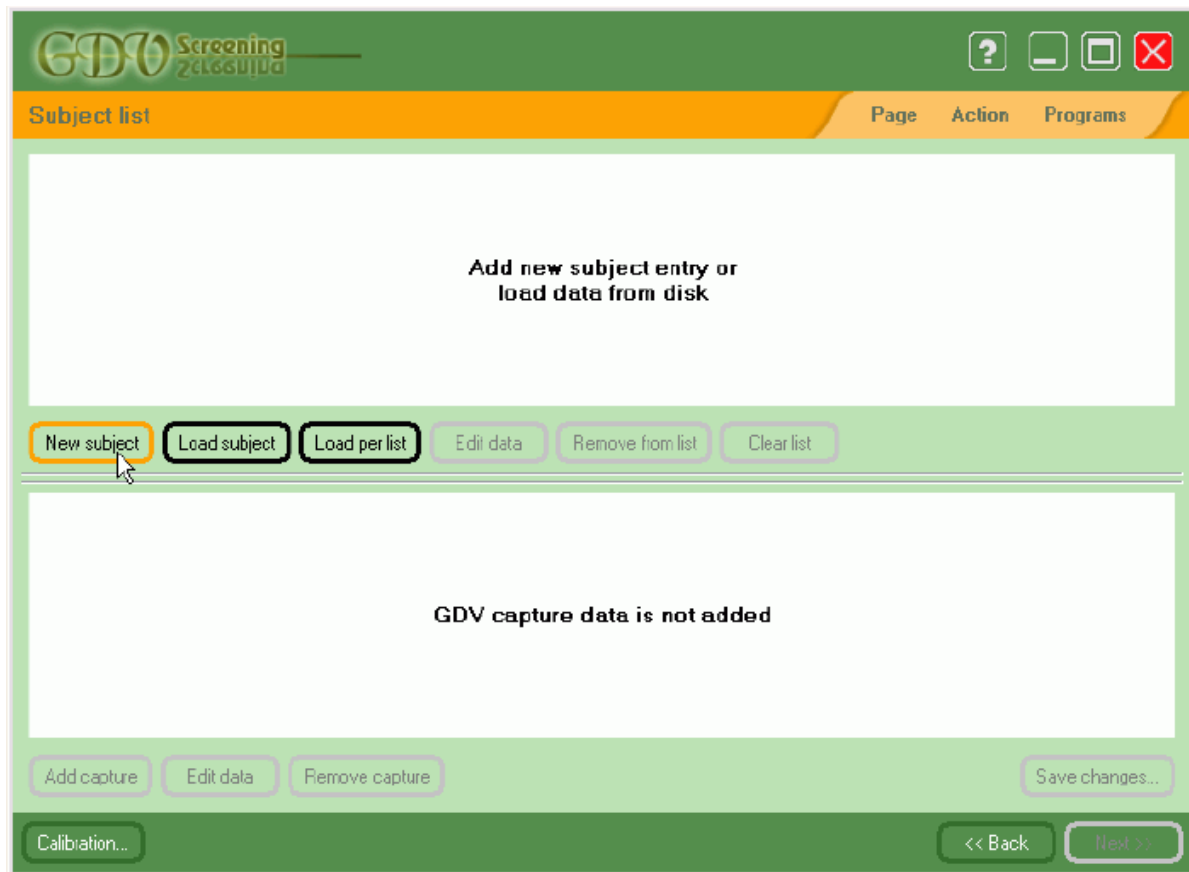 GDV Screening
Subject list
Page Action Programs
Add new subject entry or
load data from disk
New subject Load subject Load per list Edit data Remove from list Clear list
GDV capture data is not added
Add capture Edit data Remove capture Save changes...
Calibration... << Back Next >>